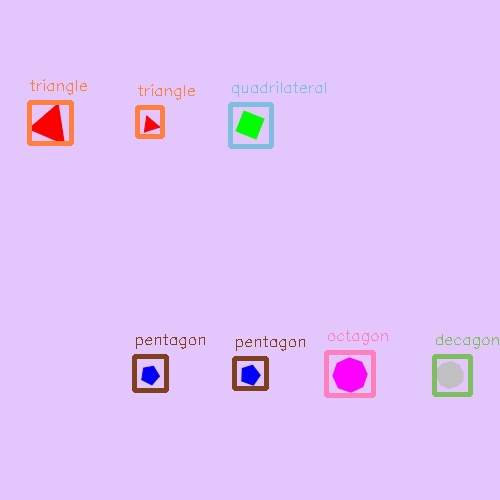 triangle
triangle
quadrilateral
pentagon
pentagon
octagon
decagon